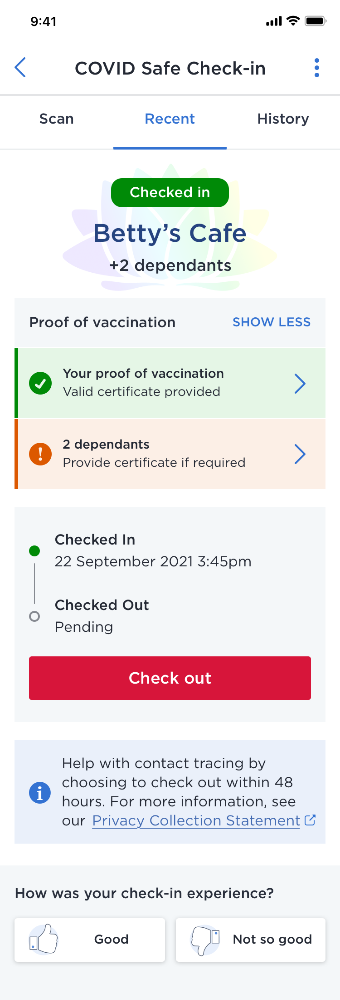 9:41
COVID Safe Check-in
Scan
Recent
History
Checked in
Betty’s Cafe
+2 dependants
Proof of vaccination
SHOW LESS
Your proof of vaccination
Valid certificate provided
2 dependants
Provide certificate if required
Checked In
22 September 2021 3:45pm
Checked Out
Pending
Check out
Help with contact tracing by
choosing to check out within 48
hours. For more information, see
our Privacy Collection Statement
How was your check-in experience?
Good
Not so good